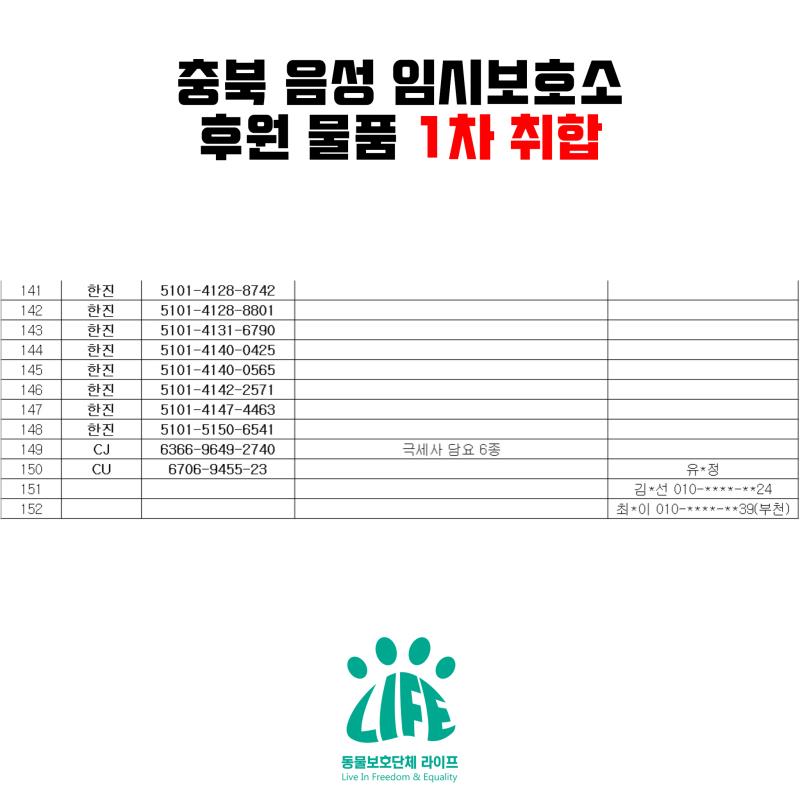 충북 음성 임시보호소
후원 물품 1차 취합
141 한진 5101-4128-8742
142 한진 5101-4128-8801
143 한진 5101-4131-6790
144 한진 5101-4140-0425
145 한진 5101-4140-0565
146 한진 5101-4142-2571
147 한진 5101-4147-4463
148 한진 5101-5150-6541
149 CJ 6366-9649-2740 극세사 담요 6종
150 CU 6706-9455-23 유*정
151 김*선 010-****-**24
152 최*이 010-****-**39(부천)
LIFE
동물보호단체 라이프
Live In Freedom & Equality